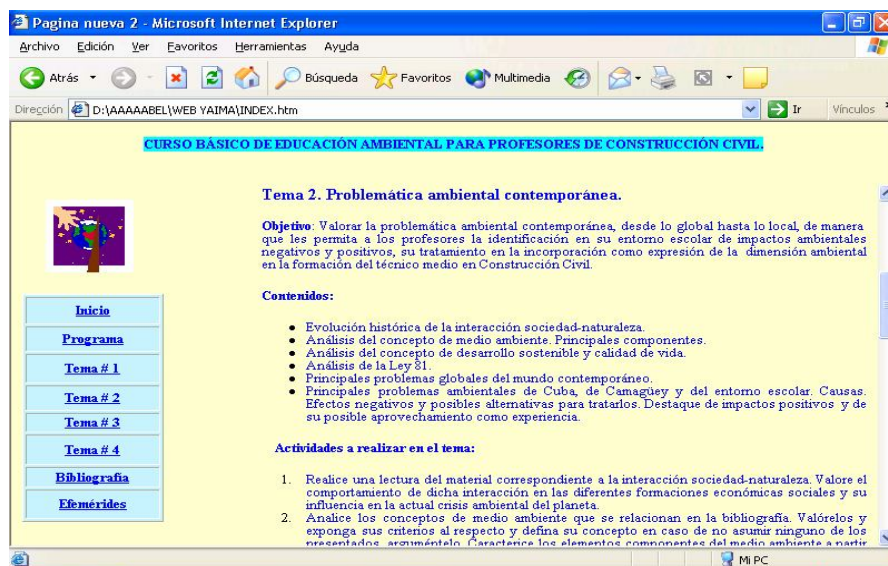 Pagina nueva 2 - Microsoft Internet Explorer
Archivo Edición Ver Favoritos Herramientas Ayuda
Atrás Búsqueda Favoritos Multimedia
Dirección D:\AAAAABEL\WEB YAIMA\INDEX.htm Ir Vínculos
CURSO BÁSICO DE EDUCACIÓN AMBIENTAL PARA PROFESORES DE CONSTRUCCIÓN CIVIL.
Inicio
Programa
Tema # 1
Tema # 2
Tema # 3
Tema # 4
Bibliografía
Efemérides
Tema 2. Problemática ambiental contemporánea.
Objetivo: Valorar la problemática ambiental contemporánea, desde lo global hasta lo local, de manera
que les permita a los profesores la identificación en su entorno escolar de impactos ambientales
negativos y positivos, su tratamiento en la incorporación como expresión de la dimensión ambiental
en la formación del técnico medio en Construcción Civil.
Contenidos:
• Evolución histórica de la interacción sociedad-naturaleza.
• Análisis del concepto de medio ambiente. Principales componentes.
• Análisis del concepto de desarrollo sostenible y calidad de vida.
• Análisis de la Ley 81.
• Principales problemas globales del mundo contemporáneo.
• Principales problemas ambientales de Cuba, de Camagüey y del entorno escolar. Causas.
Efectos negativos y posibles alternativas para tratarlos. Destaque de impactos positivos y de
su posible aprovechamiento como experiencia.
Actividades a realizar en el tema:
1. Realice una lectura del material correspondiente a la interacción sociedad-naturaleza. Valore el
comportamiento de dicha interacción en las diferentes formaciones económicas sociales y su
influencia en la actual crisis ambiental del planeta.
2. Analice los conceptos de medio ambiente que se relacionan en la bibliografía. Valórelos y
exponga sus criterios al respecto y defina su concepto en caso de no asumir ninguno de los
presentados, arguméntelo. Caracterice los elementos componentes del medio ambiente a partir
Mi PC